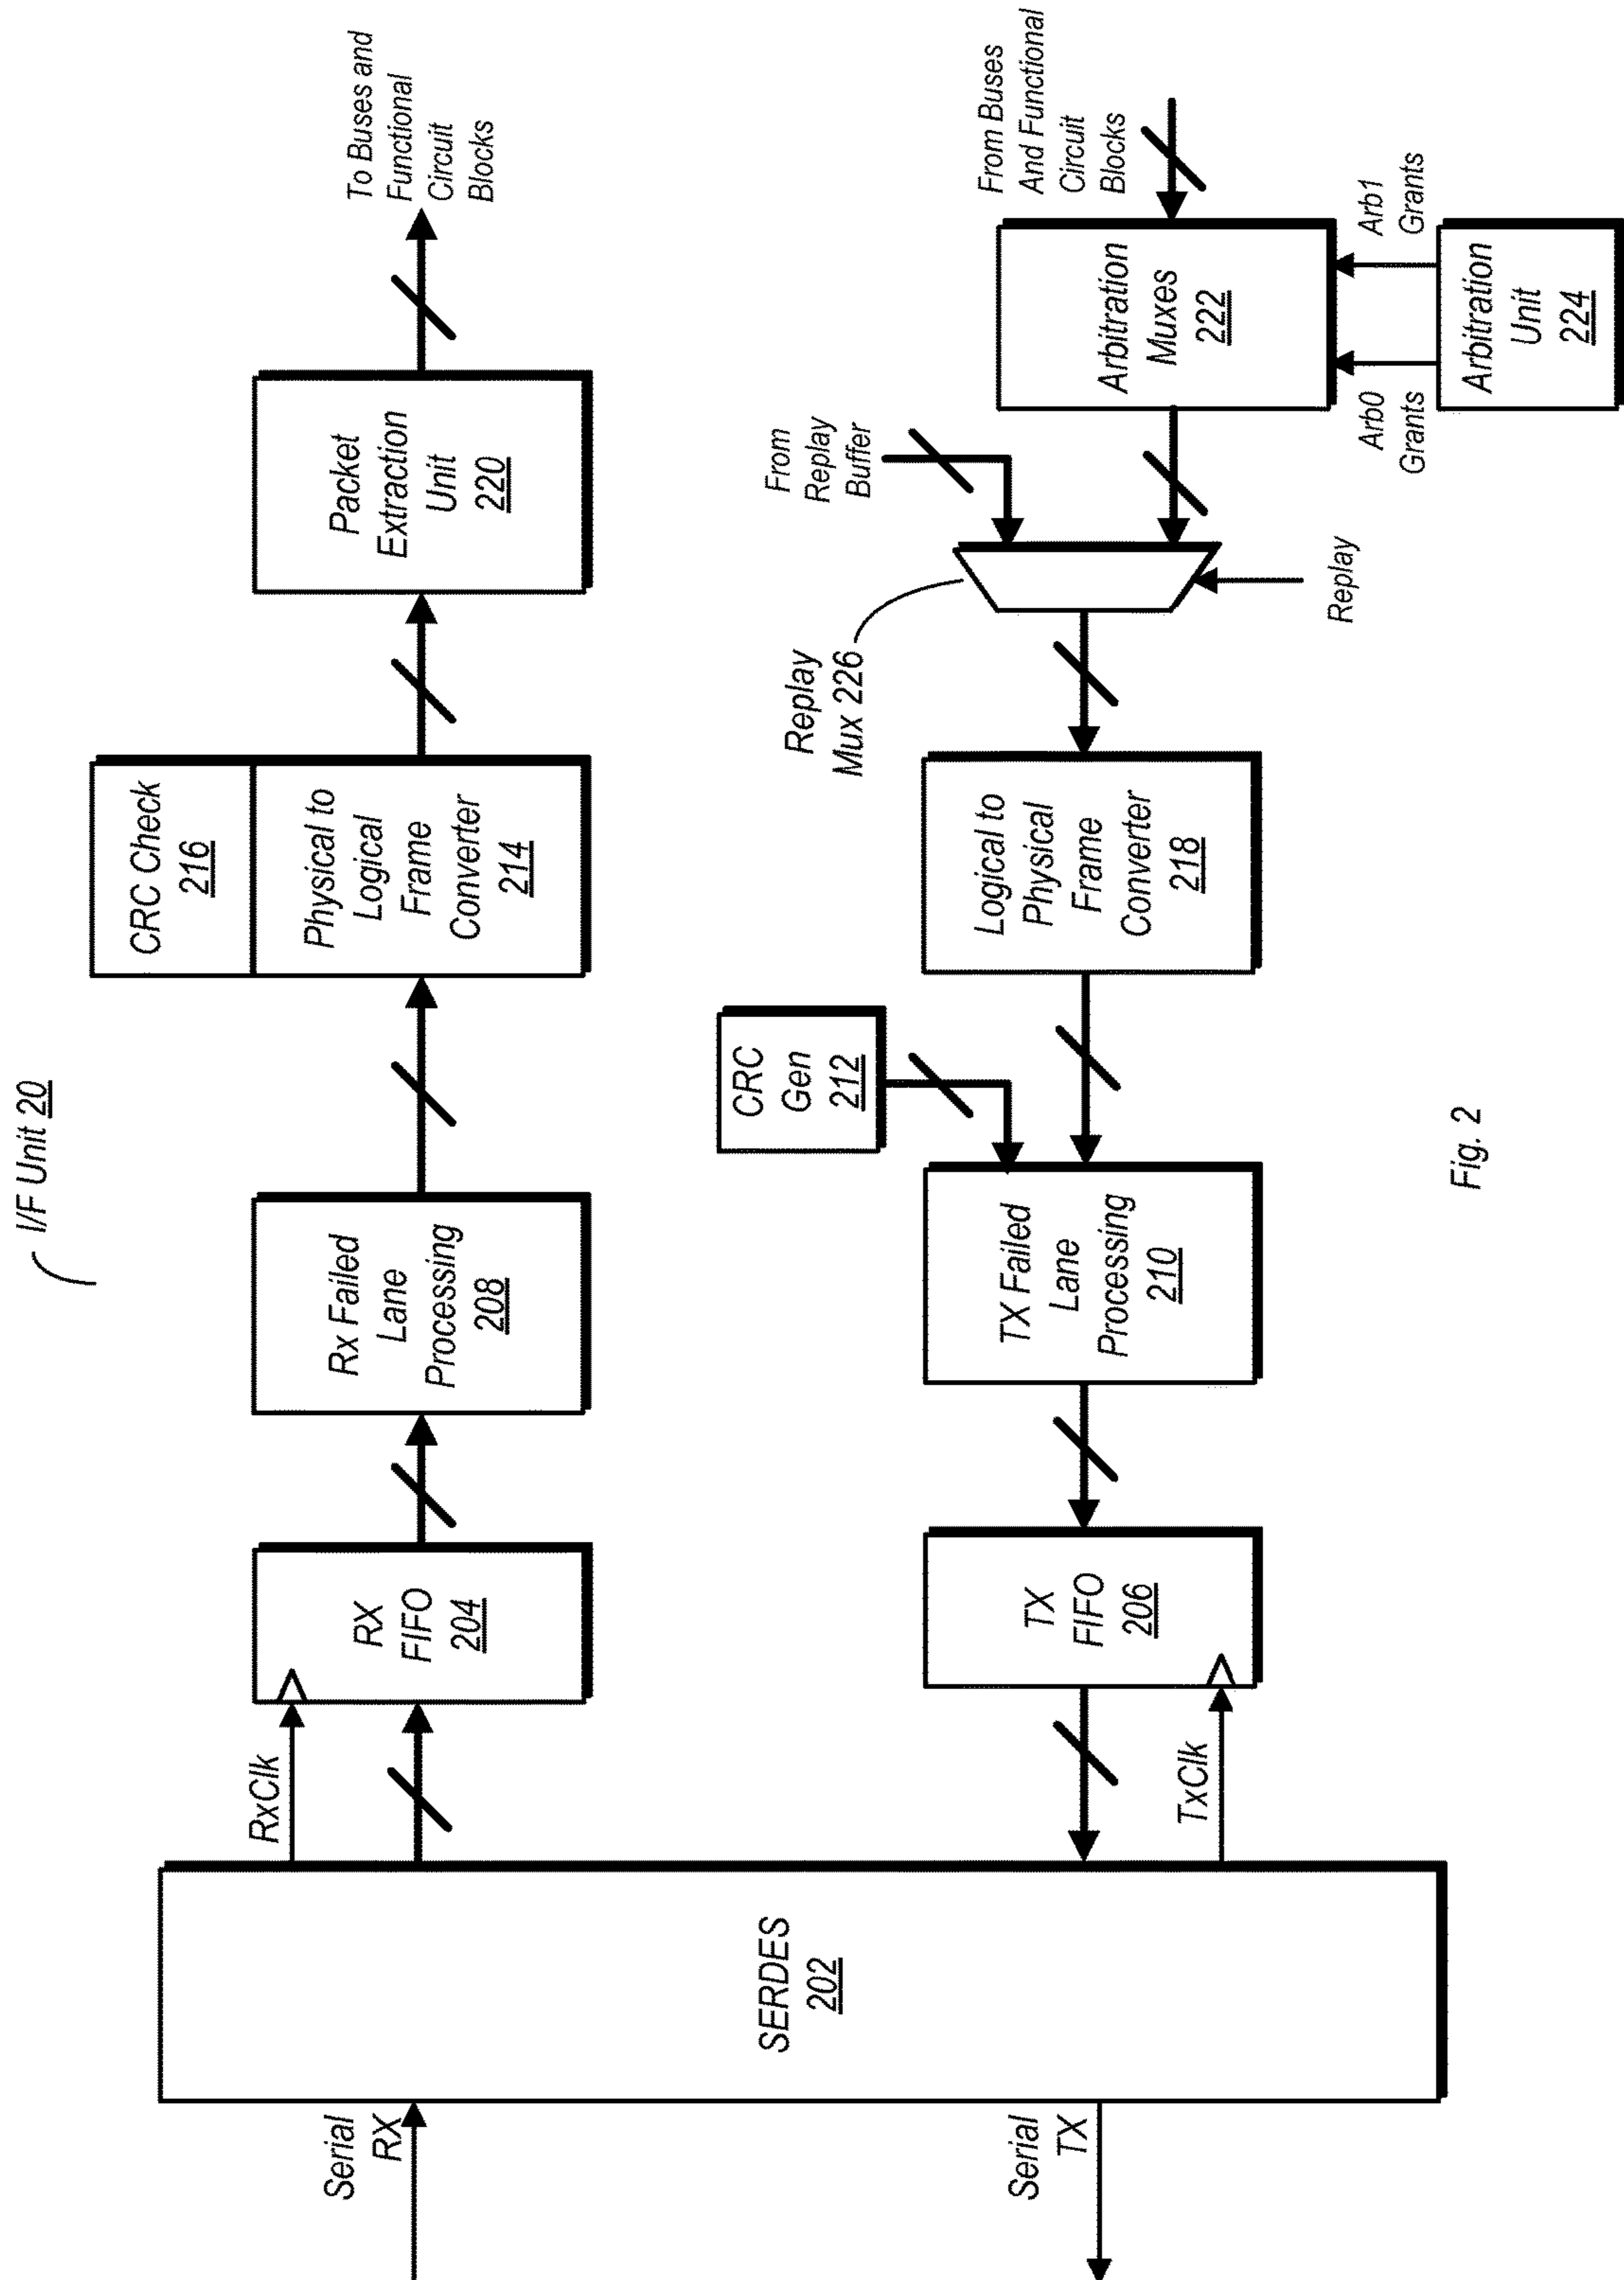 I/F Unit 20
Serial
RX
SERDES
202
RxClk
RX
FIFO
204
Rx Failed
Lane
Processing
208
CRC Check
216
Physical to
Logical
Frame
Converter
214
Packet
Extraction
Unit
220
To Buses and
Functional
Circuit
Blocks
Serial
TX
TxClk
TX
FIFO
206
TX Failed
Lane
Processing
210
CRC
Gen
212
Logical to
Physical
Frame
Converter
218
Replay
Mux 226
From
Replay
Buffer
Replay
Arbitration
Muxes
222
From Buses
And Functional
Circuit
Blocks
Arb0
Grants
Arb1
Grants
Arbitration
Unit
224
Fig. 2